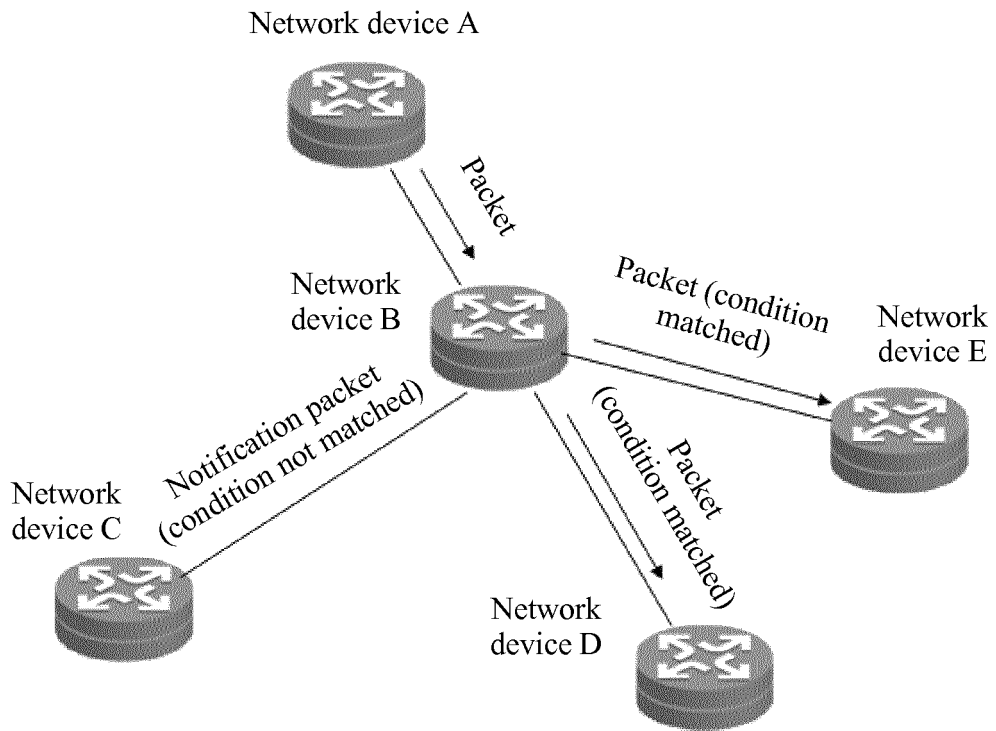 Network device A
Packet
Network
device B
Packet (condition
matched)
Network
device E
Notification packet
(condition not matched)
Packet
(condition matched)
Network
device C
Network
device D